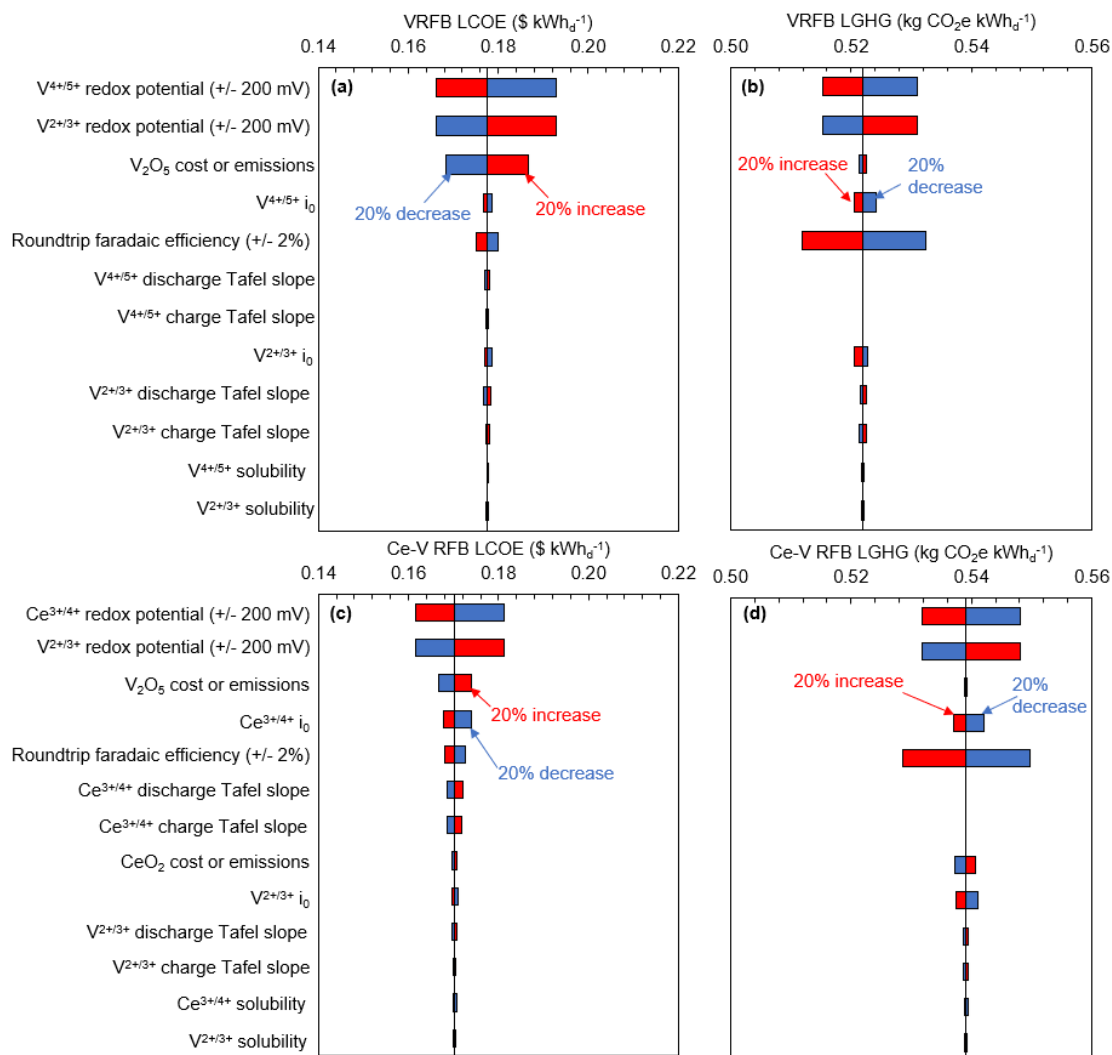 VRFB LCOE ($ kWh_d⁻¹)
0.14 0.16 0.18 0.20 0.22
VRFB LGHG (kg CO₂e kWh_d⁻¹)
0.50 0.52 0.54 0.56
(a)
(b)
V⁴⁺/⁵⁺ redox potential (+/- 200 mV)
V²⁺/³⁺ redox potential (+/- 200 mV)
V₂O₅ cost or emissions
V⁴⁺/⁵⁺ i₀
Roundtrip faradaic efficiency (+/- 2%)
V⁴⁺/⁵⁺ discharge Tafel slope
V⁴⁺/⁵⁺ charge Tafel slope
V²⁺/³⁺ i₀
V²⁺/³⁺ discharge Tafel slope
V²⁺/³⁺ charge Tafel slope
V⁴⁺/⁵⁺ solubility
V²⁺/³⁺ solubility
20% decrease
20% increase
20% increase
20%
decrease
Ce-V RFB LCOE ($ kWh_d⁻¹)
0.14 0.16 0.18 0.20 0.22
Ce-V RFB LGHG (kg CO₂e kWh_d⁻¹)
0.50 0.52 0.54 0.56
(c)
(d)
Ce³⁺/⁴⁺ redox potential (+/- 200 mV)
V²⁺/³⁺ redox potential (+/- 200 mV)
V₂O₅ cost or emissions
Ce³⁺/⁴⁺ i₀
Roundtrip faradaic efficiency (+/- 2%)
Ce³⁺/⁴⁺ discharge Tafel slope
Ce³⁺/⁴⁺ charge Tafel slope
CeO₂ cost or emissions
V²⁺/³⁺ i₀
V²⁺/³⁺ discharge Tafel slope
V²⁺/³⁺ charge Tafel slope
Ce³⁺/⁴⁺ solubility
V²⁺/³⁺ solubility
20% increase
20% decrease
20% increase
20%
decrease